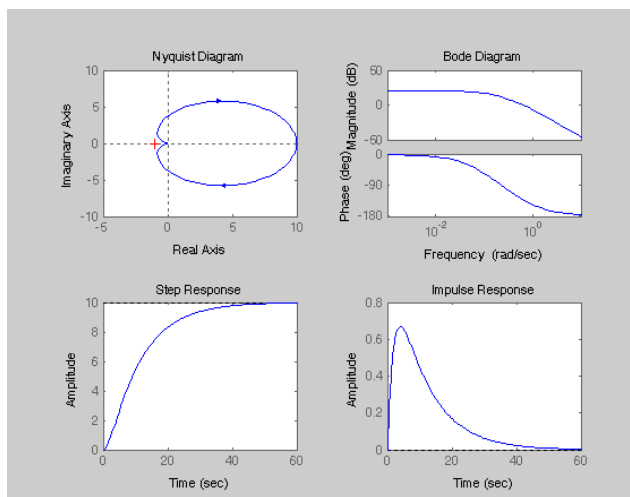 Nyquist Diagram
10
5
0
-5
-10
-5
0
5
10
Imaginary Axis
Real Axis
Bode Diagram
50
0
-50
Magnitude (dB)
0
-90
-180
Phase (deg)
10^-2
10^0
Frequency (rad/sec)
Step Response
10
8
6
4
2
0
0
20
40
60
Amplitude
Time (sec)
Impulse Response
0.8
0.6
0.4
0.2
0
0
20
40
60
Amplitude
Time (sec)